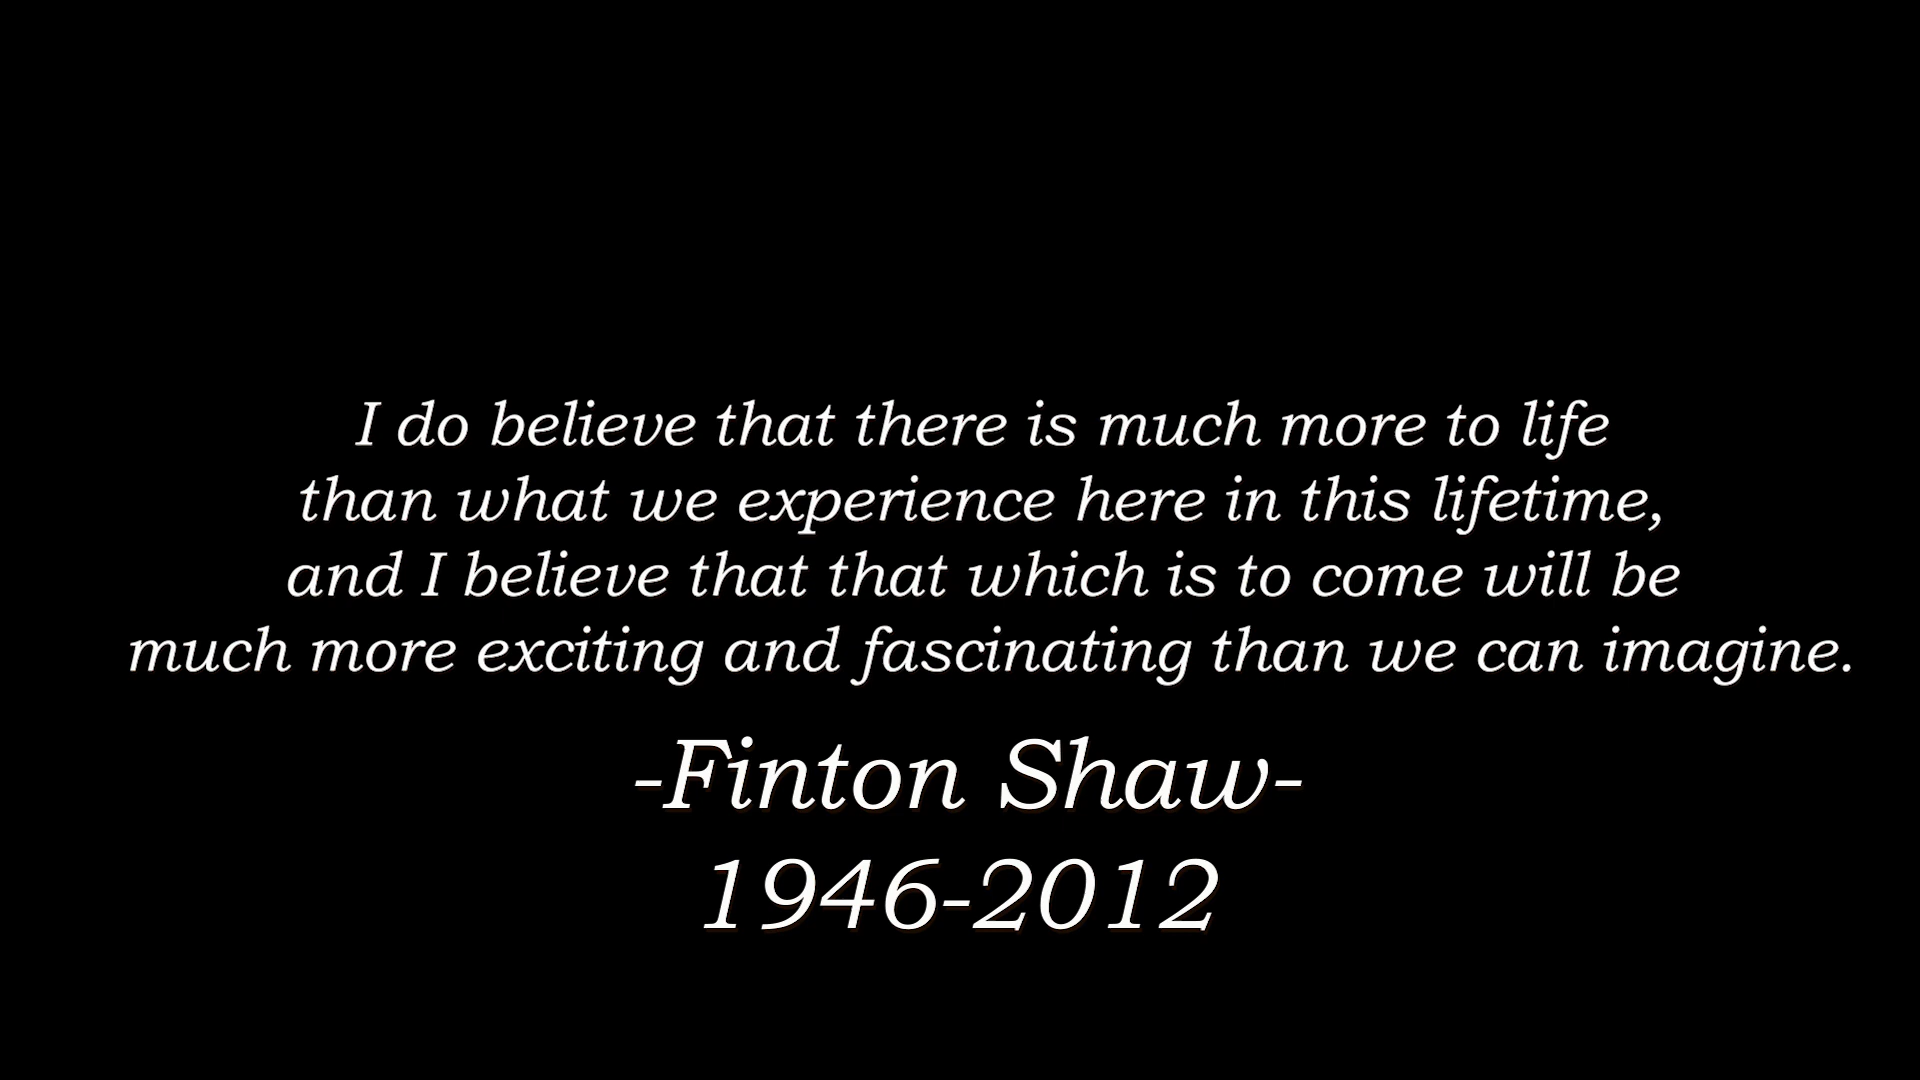 I do believe that there is much more to life
than what we experience here in this lifetime,
and I believe that that which is to come will be
much more exciting and fascinating than we can imagine.
-Finton Shaw-
1946-2012